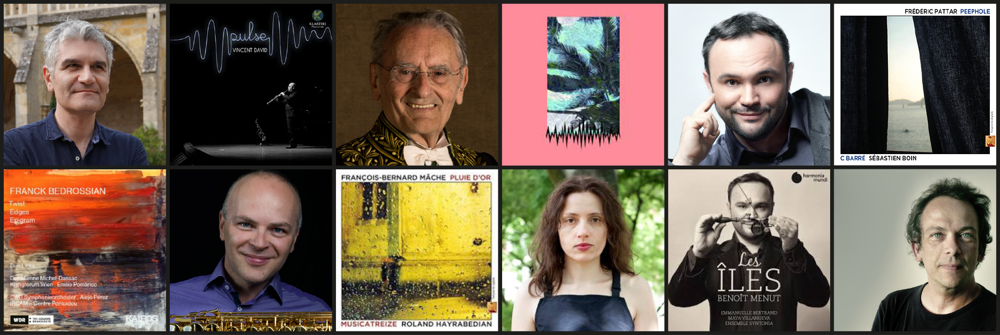 KLARTHE
Records
pulse
VINCENT DAVID
FRÉDÉRIC PATTAR PEEPHOLE
C BARRÉ SÉBASTIEN BOIN
FRANCK BEDROSSIAN
Twist
Edges
Epigram
Duo Links
Donatienne Michel-Dansac
Klangforum Wien . Emilio Pomàrico
SWR Symphonieorchester . Alejo Pérez
IRCAM – Centre Pompidou
WDR THE COLOGNE
BROADCASTS
KAIROS
FRANÇOIS-BERNARD MÂCHE PLUIE D'OR
MUSICATREIZE ROLAND HAYRABEDIAN
harmonia
mundi
Les
ÎLES
BENOÎT MENUT
EMMANUELLE BERTRAND
MAYA VILLANUEVA
ENSEMBLE SYNTONIA